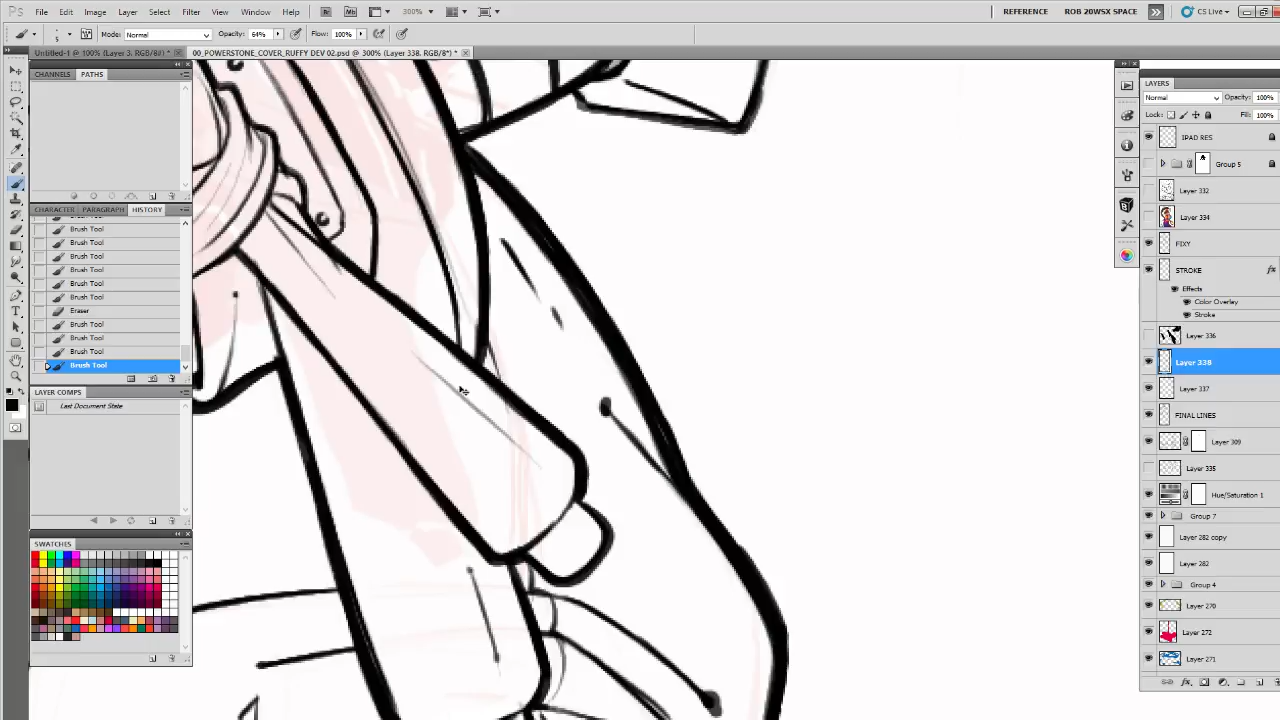 Ps File Edit Image Layer Select Filter View Window Help Br Mb 300% REFERENCE ROB 20WSX SPACE CS Live
5 Mode: Normal Opacity: 64% Flow: 100%
Untitled-1 @ 100% (Layer 3, RGB/8#) * 00_POWERSTONE_COVER_RUFFY DEV 02.psd @ 300% (Layer 338, RGB/8*) *
CHANNELS PATHS
CHARACTER PARAGRAPH HISTORY
Brush Tool
Brush Tool
Brush Tool
Brush Tool
Brush Tool
Brush Tool
Brush Tool
Eraser
Brush Tool
Brush Tool
Brush Tool
Brush Tool
LAYER COMPS
Last Document State
SWATCHES
LAYERS
Normal Opacity: 100%
Lock: Fill: 100%
IPAD RES
Group 5
Layer 332
Layer 334
FIXY
STROKE fx
Effects
Color Overlay
Stroke
Layer 336
Layer 338
Layer 337
FINAL LINES
Layer 309
Layer 335
Hue/Saturation 1
Group 7
Layer 282 copy
Layer 282
Group 4
Layer 270
Layer 272
Layer 271